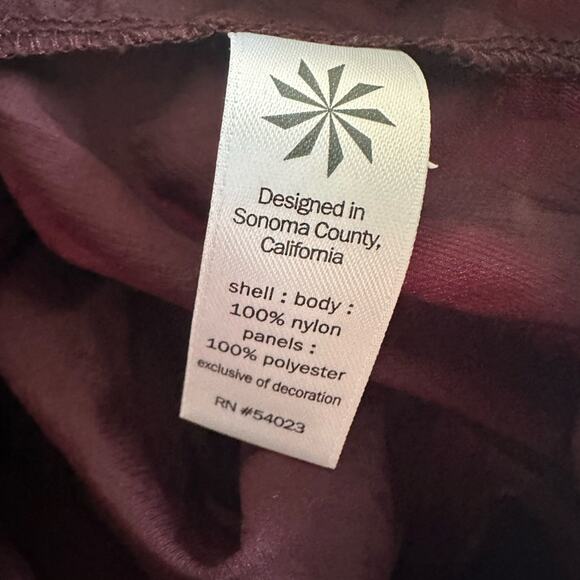 Designed in
Sonoma County,
California
shell : body :
100% nylon
panels :
100% polyester
exclusive of decoration
RN #54023